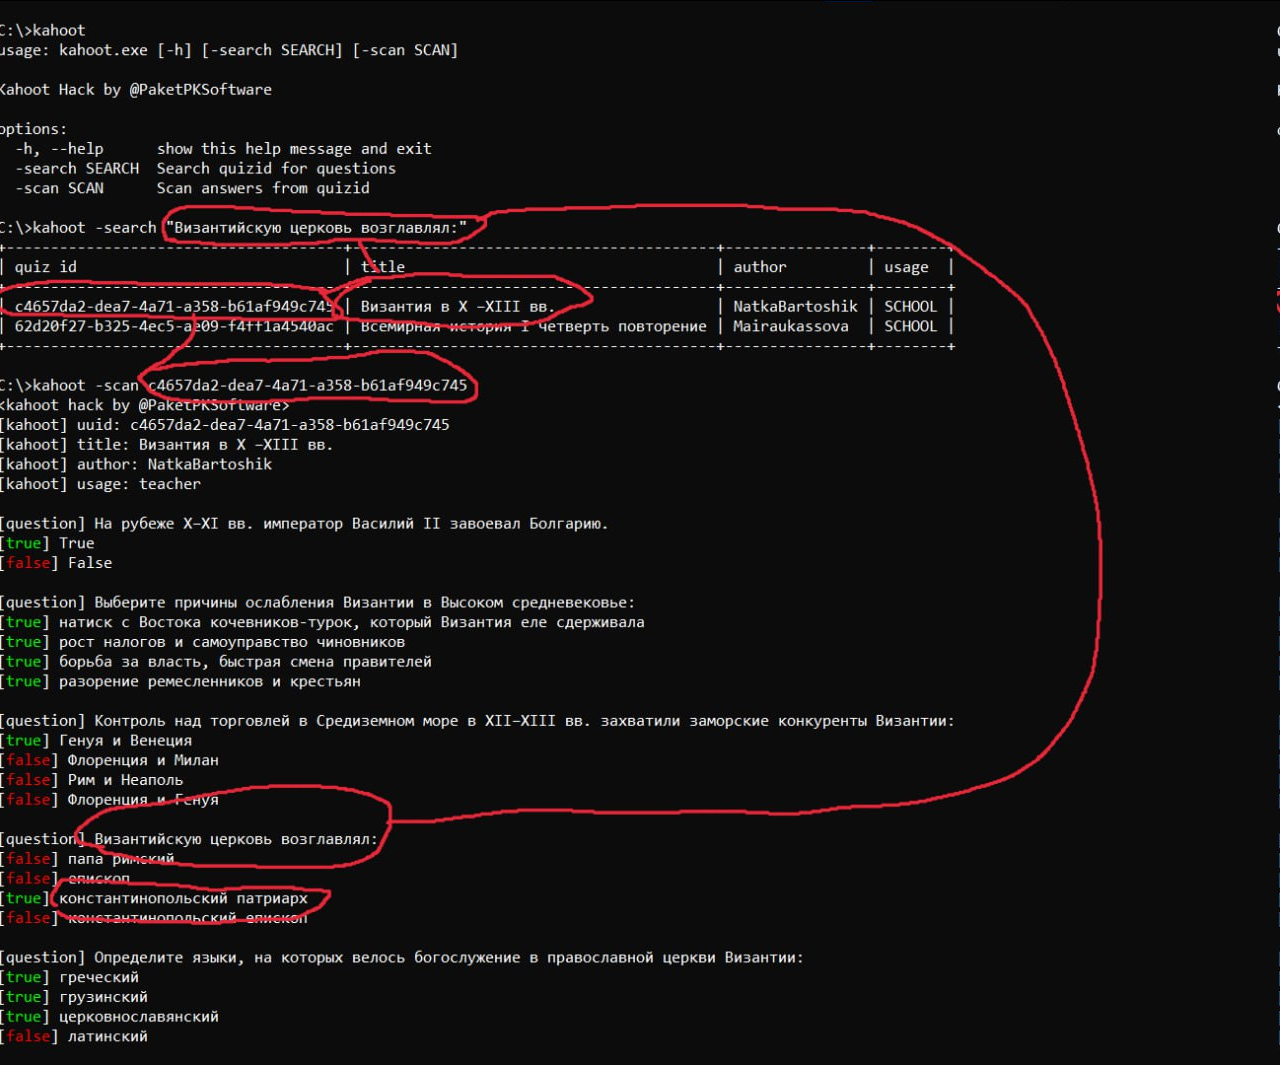 C:\>kahoot
usage: kahoot.exe [-h] [-search SEARCH] [-scan SCAN]
Kahoot Hack by @PaketPKSoftware
options:
-h, --help show this help message and exit
-search SEARCH Search quizid for questions
-scan SCAN Scan answers from quizid
C:\>kahoot -search "Византийскую церковь возглавлял:"
| quiz id | title | author | usage |
| c4657da2-dea7-4a71-a358-b61af949c745 | Византия в X –XIII вв. | NatkaBartoshik | SCHOOL |
| 62d20f27-b325-4ec5-ae09-f4ff1a4540ac | Всемирная история I четверть повторение | Mairaukassova | SCHOOL |
C:\>kahoot -scan c4657da2-dea7-4a71-a358-b61af949c745
<kahoot hack by @PaketPKSoftware>
[kahoot] uuid: c4657da2-dea7-4a71-a358-b61af949c745
[kahoot] title: Византия в X –XIII вв.
[kahoot] author: NatkaBartoshik
[kahoot] usage: teacher
[question] На рубеже X–XI вв. император Василий II завоевал Болгарию.
[true] True
[false] False
[question] Выберите причины ослабления Византии в Высоком средневековье:
[true] натиск с Востока кочевников-турок, который Византия еле сдерживала
[true] рост налогов и самоуправство чиновников
[true] борьба за власть, быстрая смена правителей
[true] разорение ремесленников и крестьян
[question] Контроль над торговлей в Средиземном море в XII–XIII вв. захватили заморские конкуренты Византии:
[true] Генуя и Венеция
[false] Флоренция и Милан
[false] Рим и Неаполь
[false] Флоренция и Генуя
[question] Византийскую церковь возглавлял:
[false] папа римский
[false] епископ
[true] константинопольский патриарх
[false] константинопольский епископ
[question] Определите языки, на которых велось богослужение в православной церкви Византии:
[true] греческий
[true] грузинский
[true] церковнославянский
[false] латинский